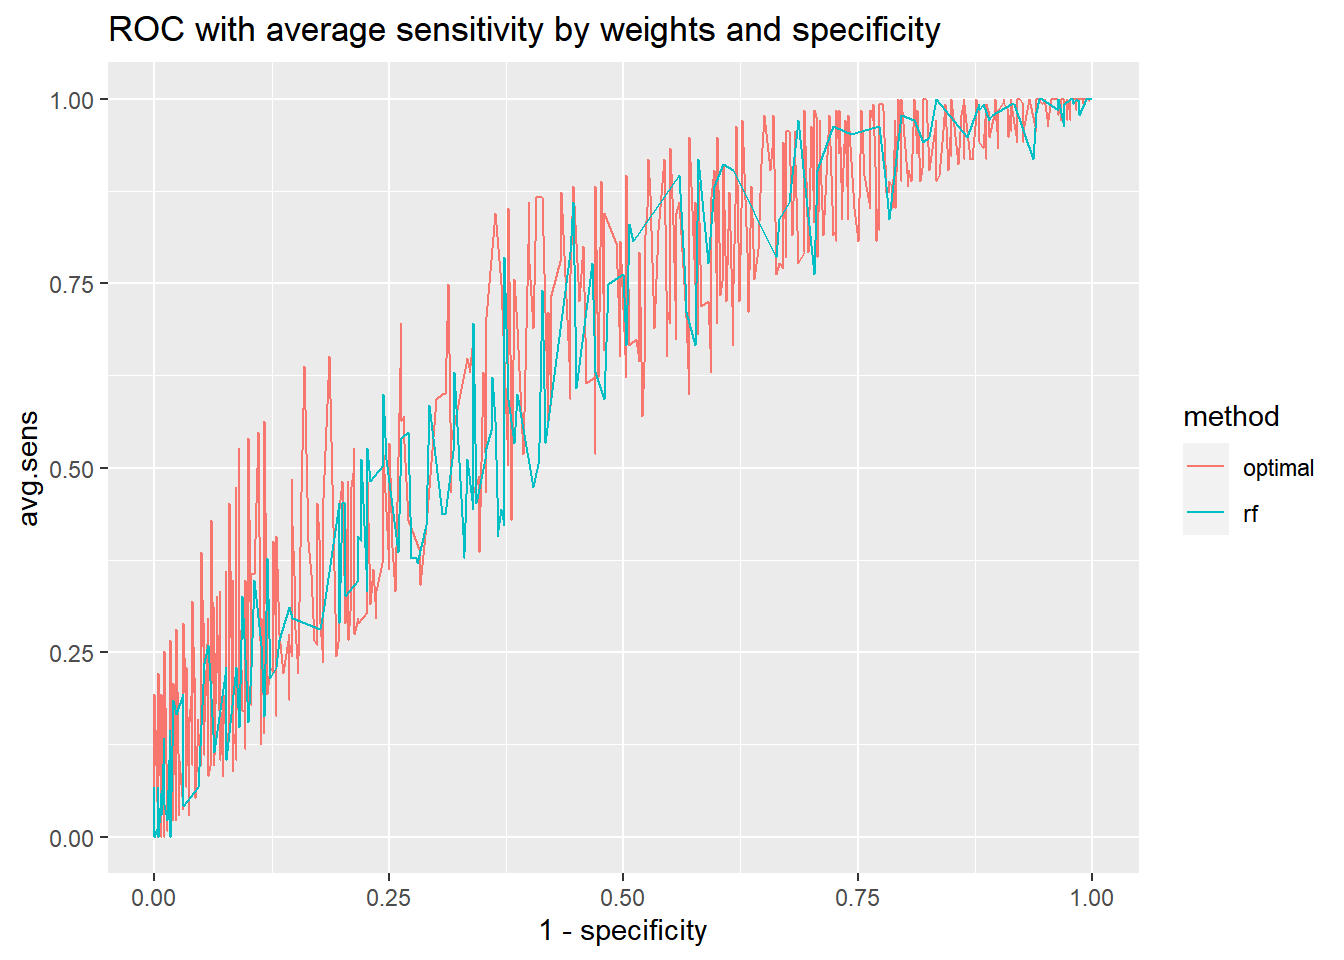 ROC with average sensitivity by weights and specificity
1.00
0.75
0.50
0.25
0.00
avg.sens
0.00 0.25 0.50 0.75 1.00
1 - specificity
method
optimal
rf